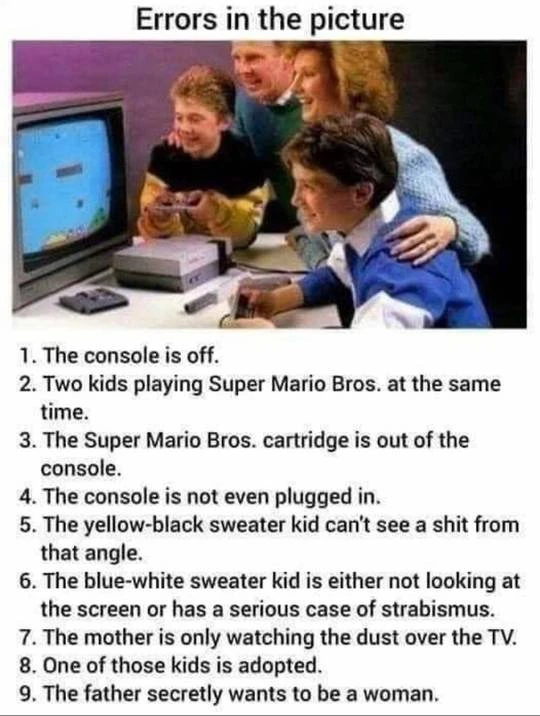 Errors in the picture
1. The console is off.
2. Two kids playing Super Mario Bros. at the same
time.
3. The Super Mario Bros. cartridge is out of the
console.
4. The console is not even plugged in.
5. The yellow-black sweater kid can't see a shit from
that angle.
6. The blue-white sweater kid is either not looking at
the screen or has a serious case of strabismus.
7. The mother is only watching the dust over the TV.
8. One of those kids is adopted.
9. The father secretly wants to be a woman.